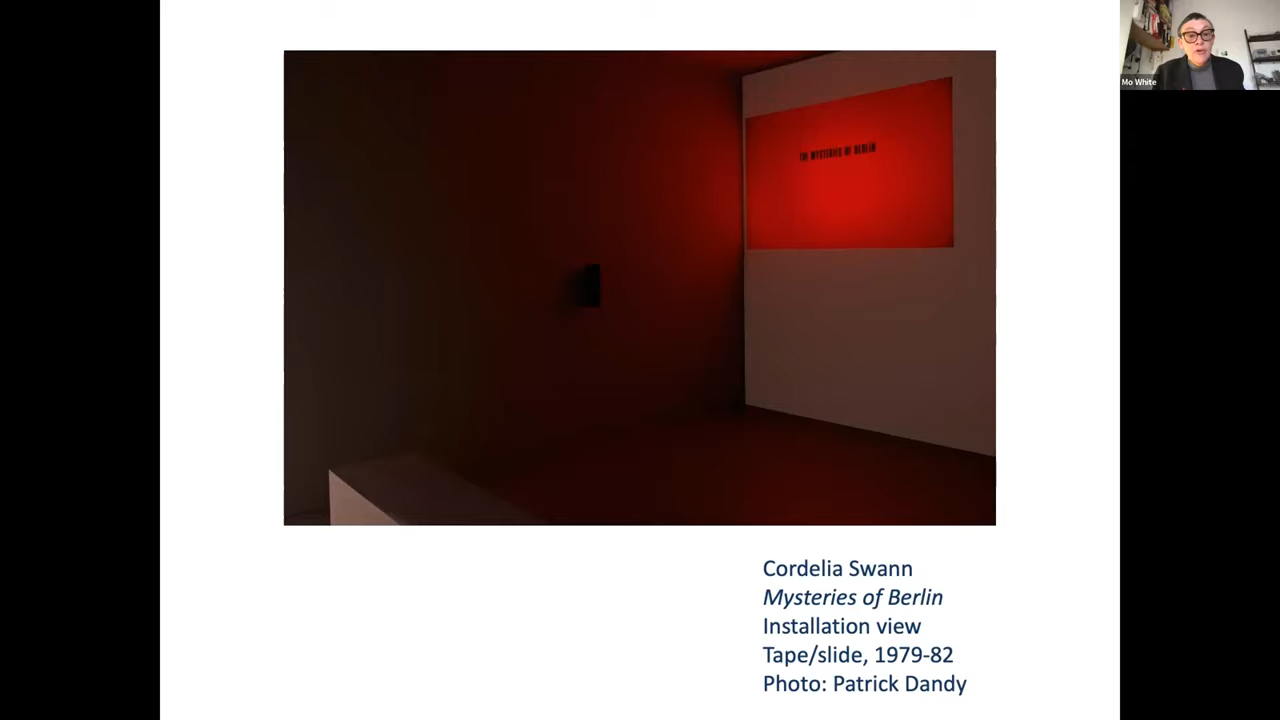 THE MYSTERIES OF BERLIN
Mo White
Cordelia Swann
Mysteries of Berlin
Installation view
Tape/slide, 1979-82
Photo: Patrick Dandy